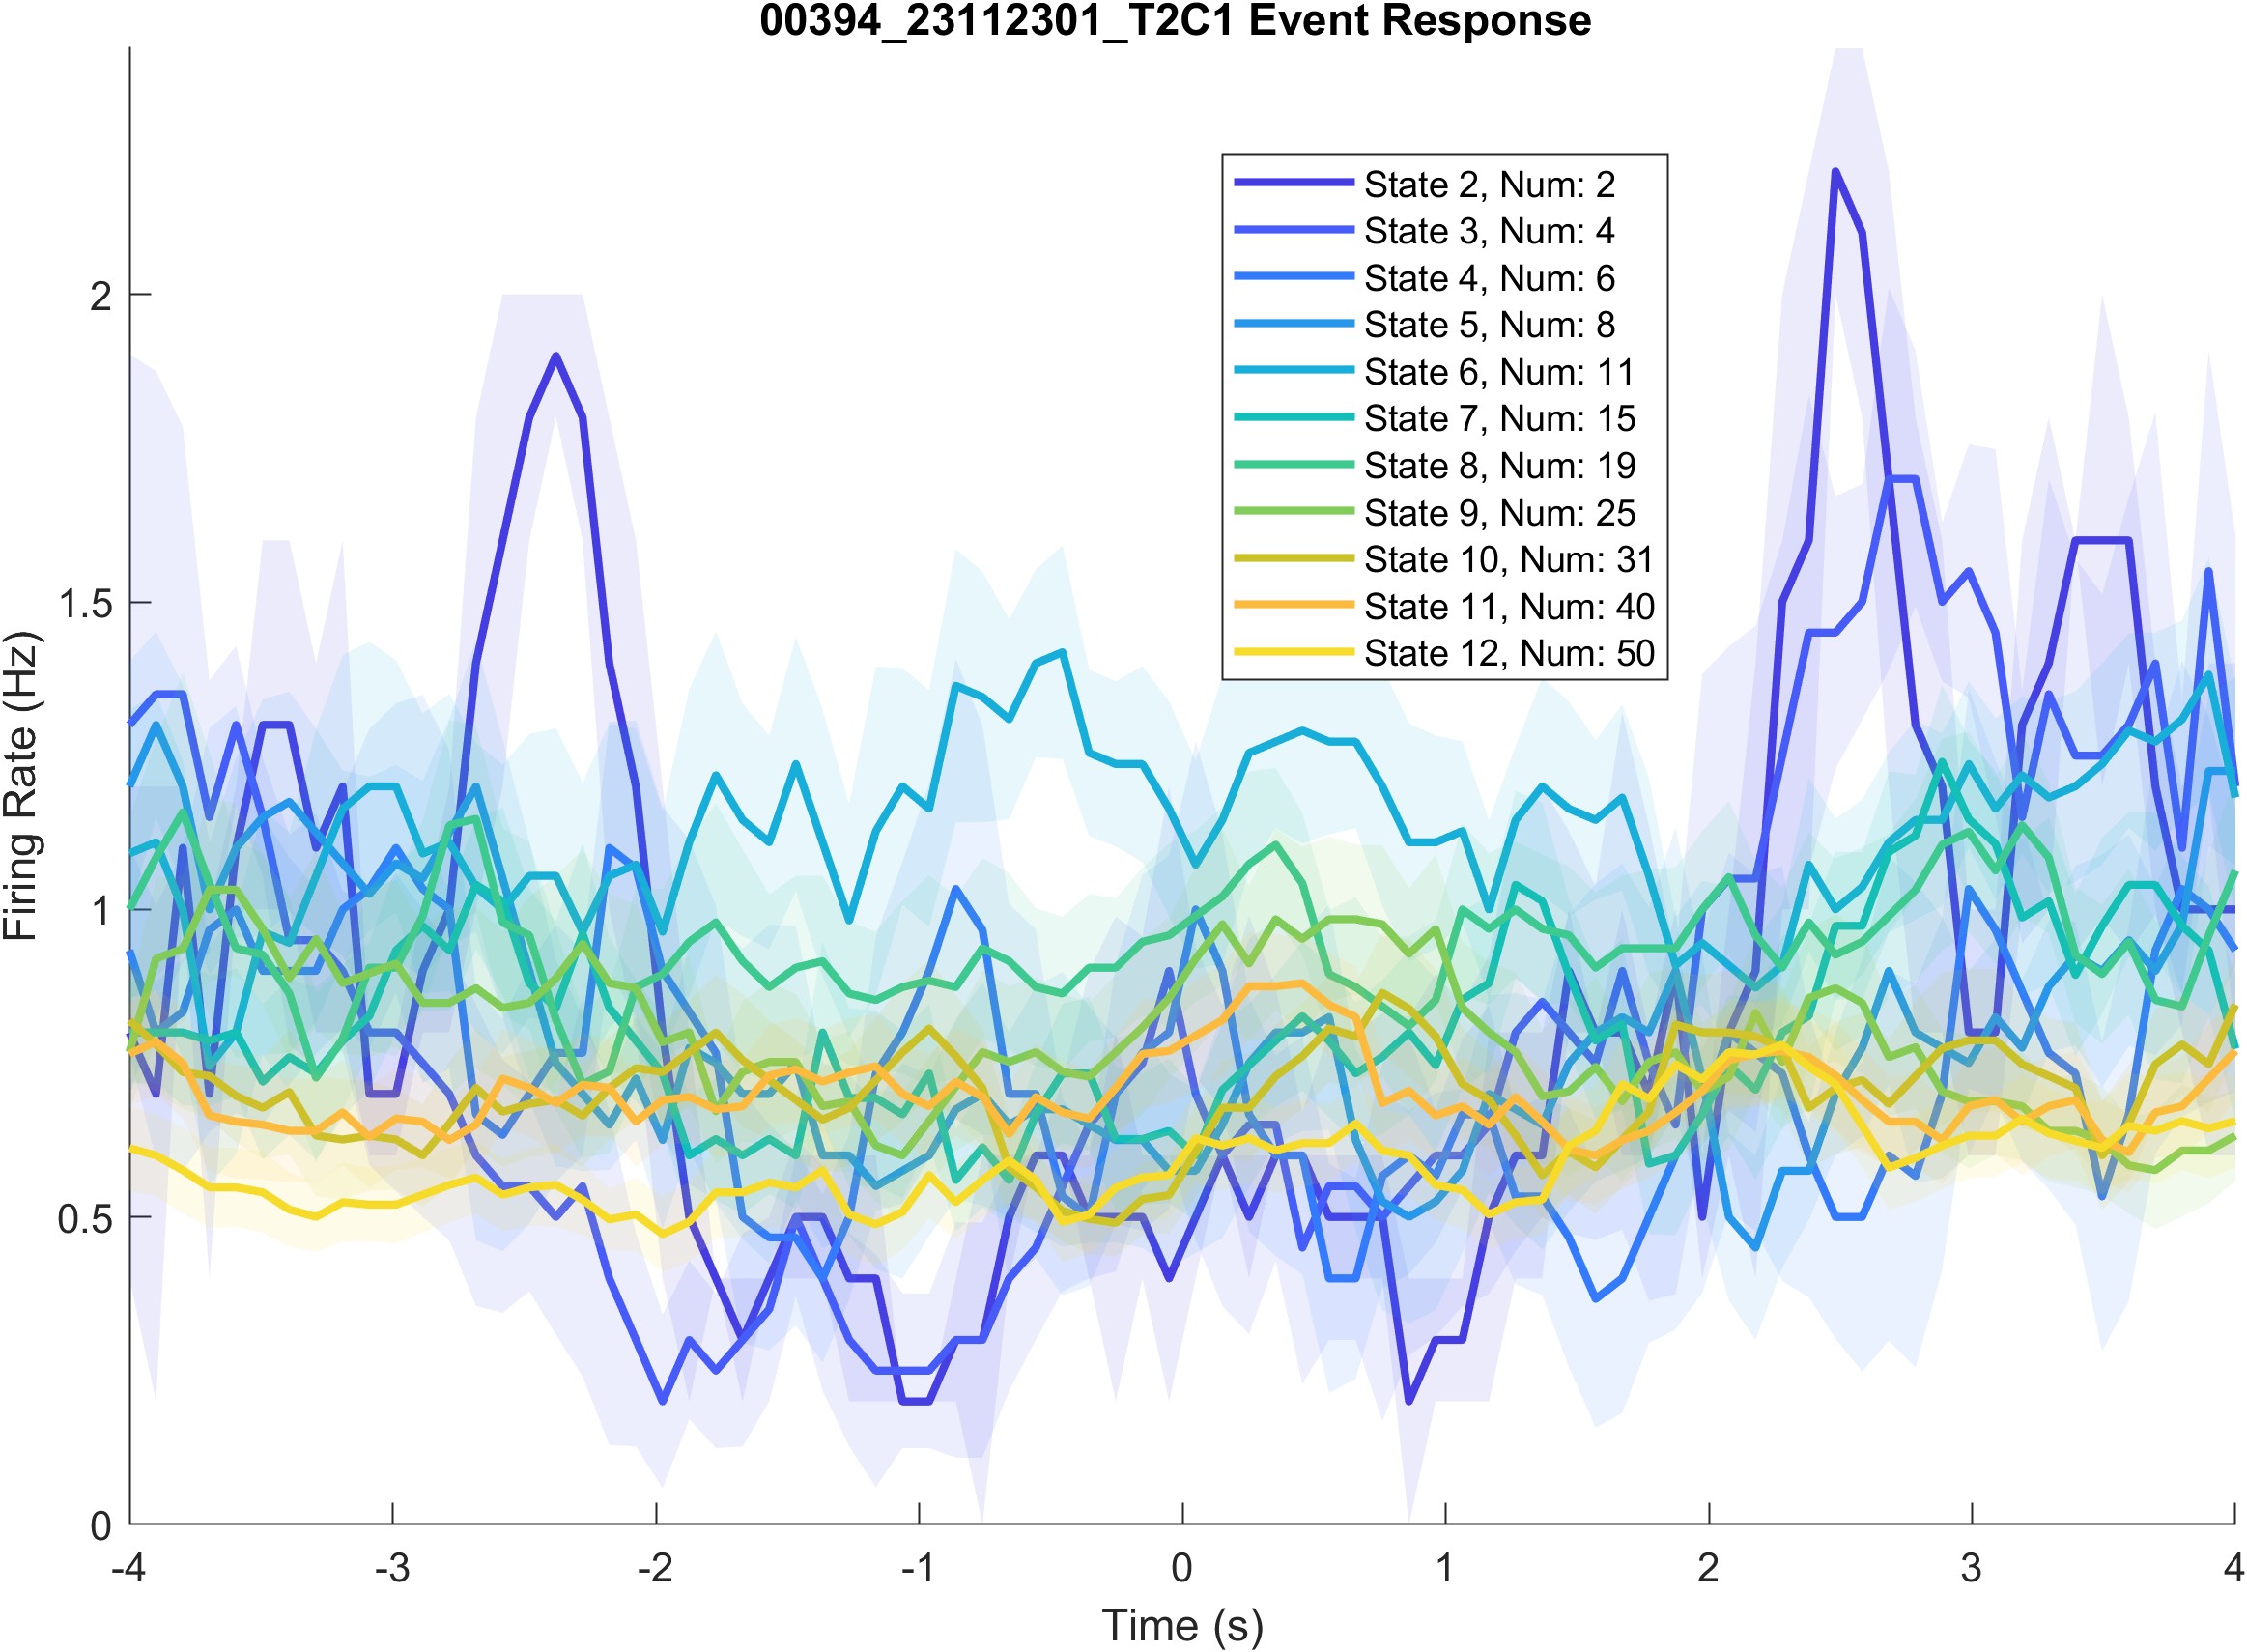 00394_23112301_T2C1 Event Response
Firing Rate (Hz)
2
1.5
1
0.5
0
State 2, Num: 2
State 3, Num: 4
State 4, Num: 6
State 5, Num: 8
State 6, Num: 11
State 7, Num: 15
State 8, Num: 19
State 9, Num: 25
State 10, Num: 31
State 11, Num: 40
State 12, Num: 50
-4 -3 -2 -1 0 1 2 3 4
Time (s)